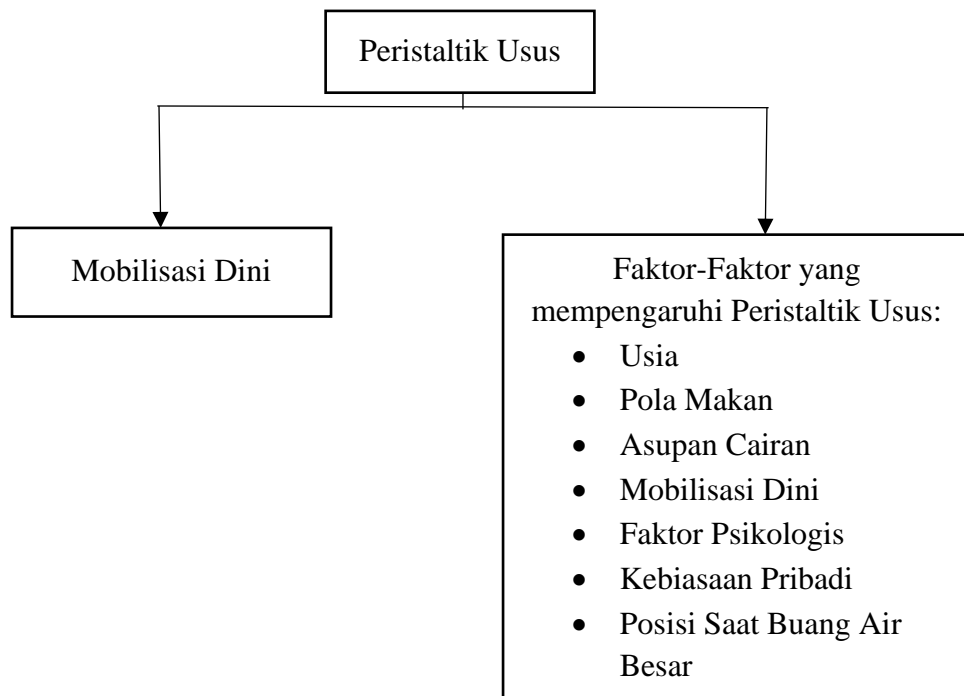 Peristaltik Usus
Mobilisasi Dini
Faktor-Faktor yang
mempengaruhi Peristaltik Usus:
• Usia
• Pola Makan
• Asupan Cairan
• Mobilisasi Dini
• Faktor Psikologis
• Kebiasaan Pribadi
• Posisi Saat Buang Air
Besar